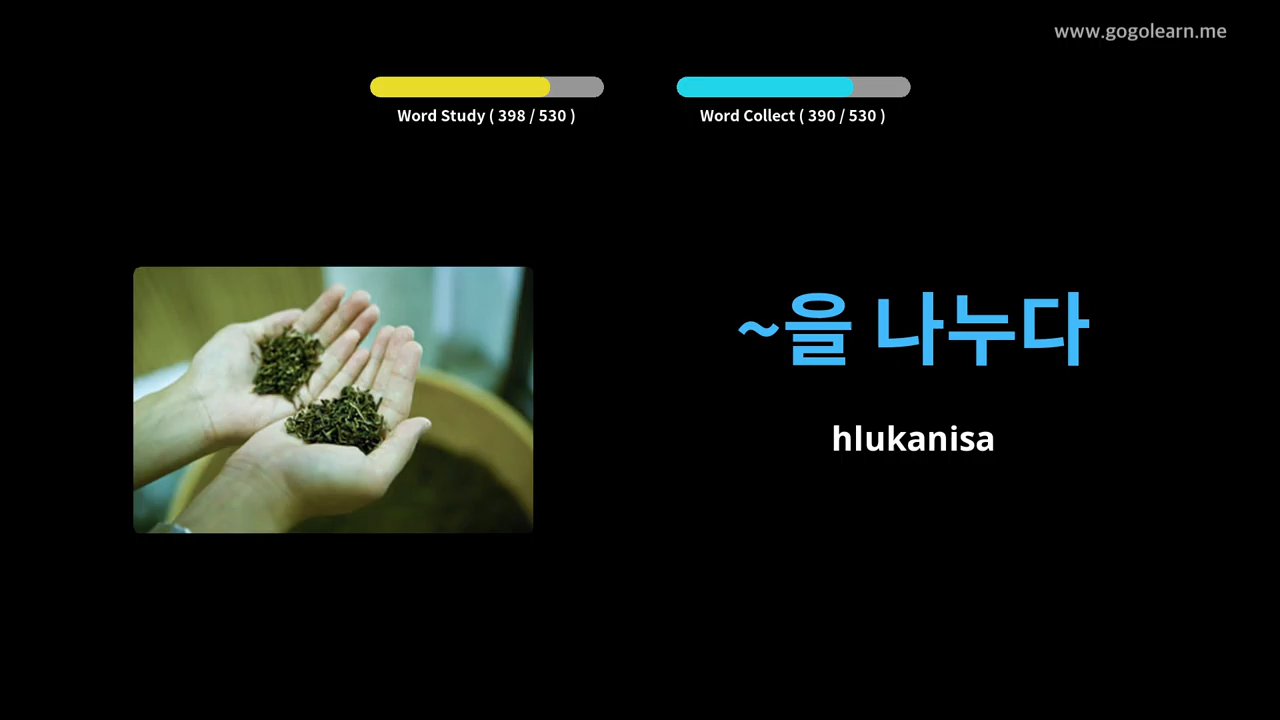 www.gogolearn.me
Word Study ( 398 / 530 )
Word Collect ( 390 / 530 )
~을 나누다
hlukanisa